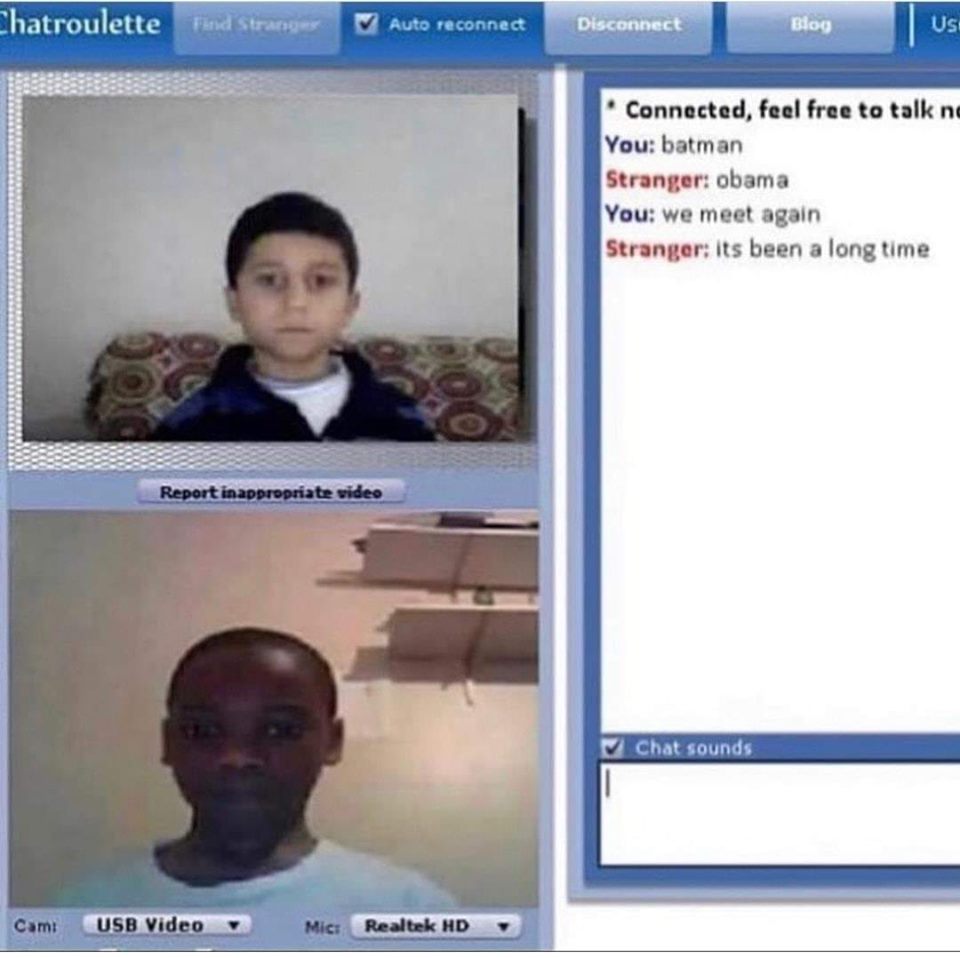 Chatroulette
Find Stranger
Auto reconnect
Disconnect
Blog
* Connected, feel free to talk
You: batman
Stranger: obama
You: we meet again
Stranger: its been a long time
Report inappropriate video
Chat sounds
Cam: USB Video
Mic: Realtek HD